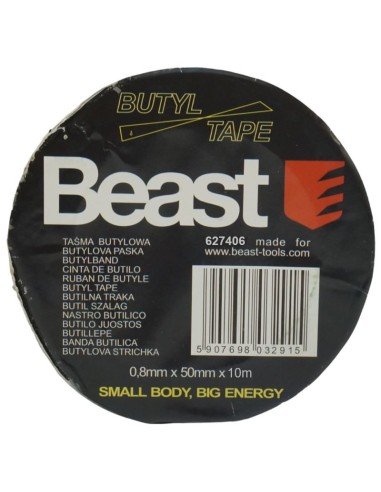 BUTYL
TAPE
Beast
TAŚMA BUTYLOWA
BUTYLOVA PASKA
BUTYLBAND
CINTA DE BUTILO
RUBAN DE BUTYLE
BUTYL TAPE
BUTILNA TRAKA
BUTIL SZALAG
NASTRO BUTILICO
BUTILO JUOSTOS
BUTILLEPE
BANDA BUTILICA
BUTYLOVA STRICHKA
627406 made for
www.beast-tools.com
5 907698 032915
0,8mm x 50mm x 10m
SMALL BODY, BIG ENERGY